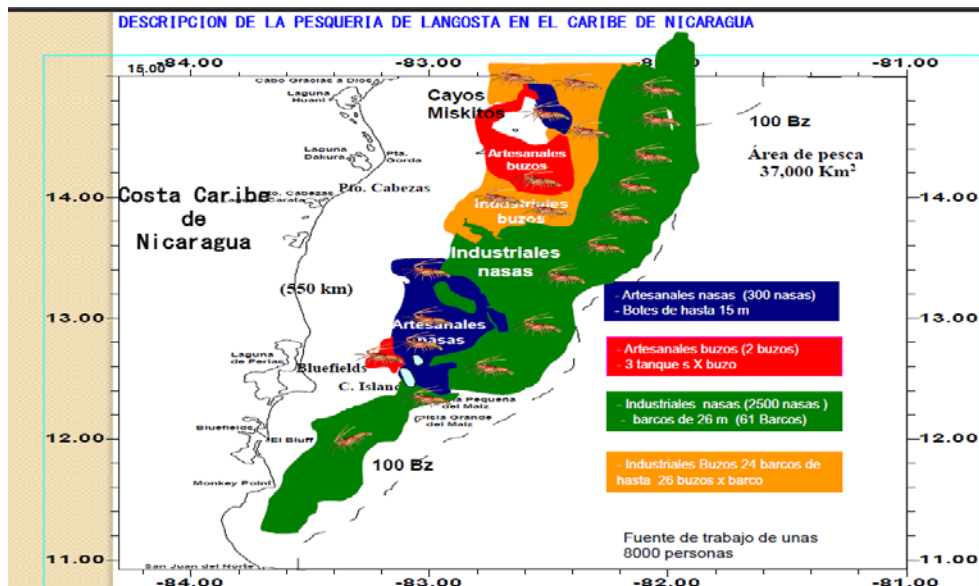 DESCRIPCION DE LA PESQUERIA DE LANGOSTA EN EL CARIBE DE NICARAGUA
-84.00
-83.00
-82.00
-81.00
15.00
Cabo Gracias a Dios
Laguna
Huani
Cayos
Miskitos
100 Bz
Área de pesca
37,000 Km²
Laguna
Dakura
Pta.
Gorda
Artesanales
buzos
14.00
14.00
Pto. Cabezas
Costa Caribe
de
Nicaragua
Industriales
buzos
Industriales
nasas
(550 km)
- Artesanales nasas (300 nasas)
- Botes de hasta 15 m
13.00
13.00
Artesanales
nasas
Laguna
de Perlas
Bluefields
C. Island
- Artesanales buzos (2 buzos)
- 3 tanque s X buzo
Pequena
del Maiz
Isla Grande
del Maiz
- Industriales nasas (2500 nasas )
- barcos de 26 m (61 Barcos)
Bluefields
El Bluff
12.00
12.00
100 Bz
- Industriales Buzos 24 barcos de
hasta 26 buzos x barco
Monkey Point
Fuente de trabajo de unas
8000 personas
11.00
11.00
San Juan del Norte
-84.00
-83.00
-82.00
-81.00